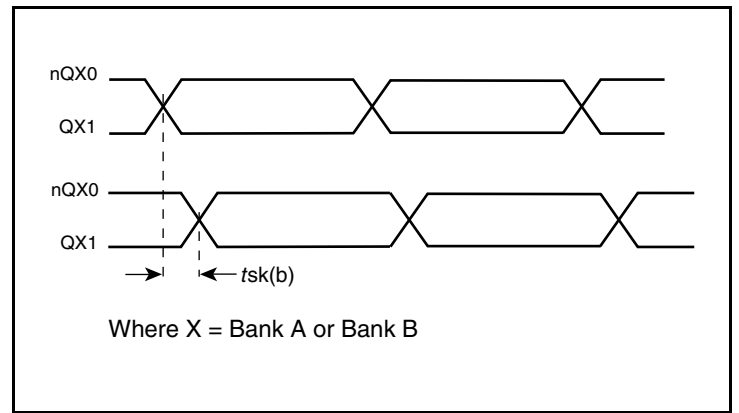 nQX0
QX1
nQX0
QX1
tsk(b)
Where X = Bank A or Bank B